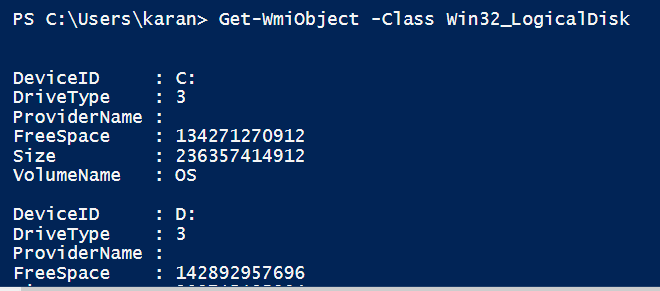 PS C:\Users\karan> Get-WmiObject -Class Win32_LogicalDisk
DeviceID     : C:
DriveType    : 3
ProviderName :
FreeSpace    : 134271270912
Size         : 236357414912
VolumeName   : OS
DeviceID     : D:
DriveType    : 3
ProviderName :
FreeSpace    : 142892957696